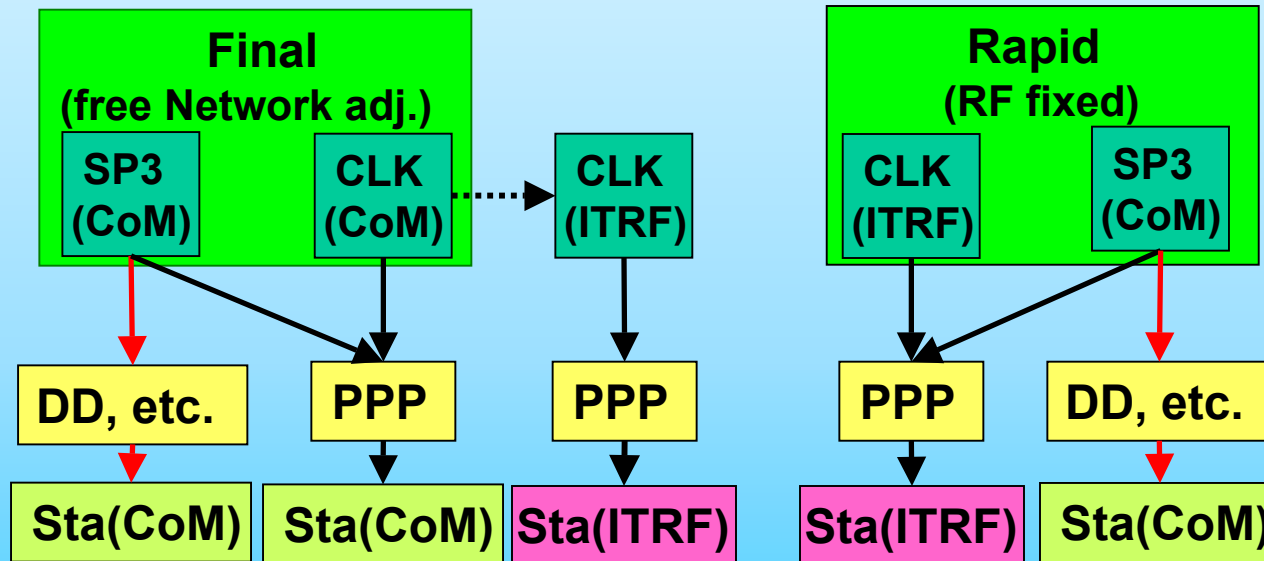 Final
(free Network adj.)
SP3
(CoM)
CLK
(CoM)
CLK
(ITRF)
Rapid
(RF fixed)
CLK
(ITRF)
SP3
(CoM)
DD, etc.
PPP
PPP
PPP
DD, etc.
Sta(CoM)
Sta(CoM)
Sta(ITRF)
Sta(ITRF)
Sta(CoM)